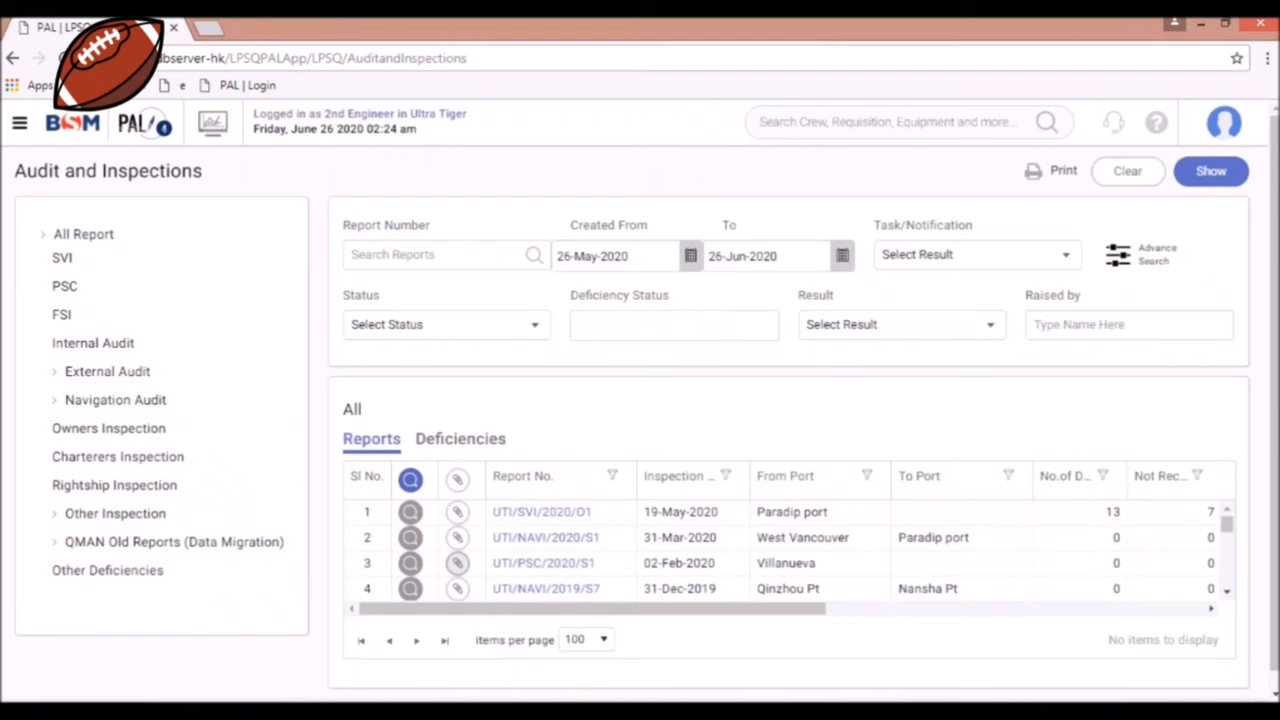 PAL | LPSQ
bserver-hk/LPSQPALApp/LPSQ/AuditandInspections
Apps e PAL | Login
BSM PAL/ 4 Logged in as 2nd Engineer in Ultra Tiger
Friday, June 26 2020 02:24 am
Search Crew, Requisition, Equipment and more... ?
Audit and Inspections
Print Clear Show
All Report
SVI
PSC
FSI
Internal Audit
External Audit
Navigation Audit
Owners Inspection
Charterers Inspection
Rightship Inspection
Other Inspection
QMAN Old Reports (Data Migration)
Other Deficiencies
Report Number Created From To Task/Notification
Search Reports 26-May-2020 26-Jun-2020 Select Result Advance
Search
Status Deficiency Status Result Raised by
Select Status Select Result Type Name Here
All
Reports Deficiencies
Sl No. Report No. Inspection ... From Port To Port No.of D... Not Rec...
1 UTI/SVI/2020/O1 19-May-2020 Paradip port 13 7
2 UTI/NAVI/2020/S1 31-Mar-2020 West Vancouver Paradip port 0 0
3 UTI/PSC/2020/S1 02-Feb-2020 Villanueva 0 0
4 UTI/NAVI/2019/S7 31-Dec-2019 Qinzhou Pt Nansha Pt 0 0
items per page 100 No items to display